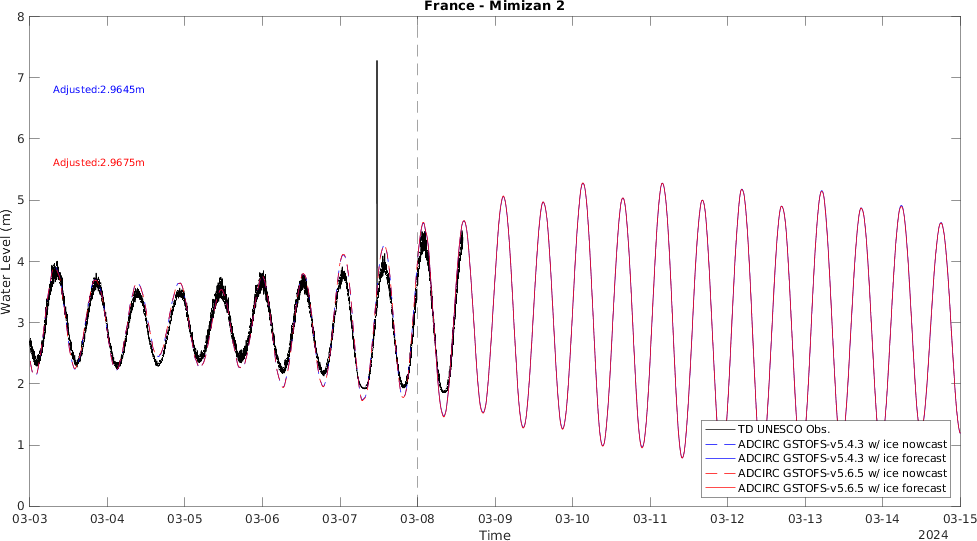 France - Mimizan 2
8
7
6
5
4
3
2
1
0
Water Level (m)
Adjusted:2.9645m
Adjusted:2.9675m
TD UNESCO Obs.
ADCIRC GSTOFS-v5.4.3 w/ ice nowcast
ADCIRC GSTOFS-v5.4.3 w/ ice forecast
ADCIRC GSTOFS-v5.6.5 w/ ice nowcast
ADCIRC GSTOFS-v5.6.5 w/ ice forecast
03-03 03-04 03-05 03-06 03-07 03-08 03-09 03-10 03-11 03-12 03-13 03-14 03-15
Time
2024